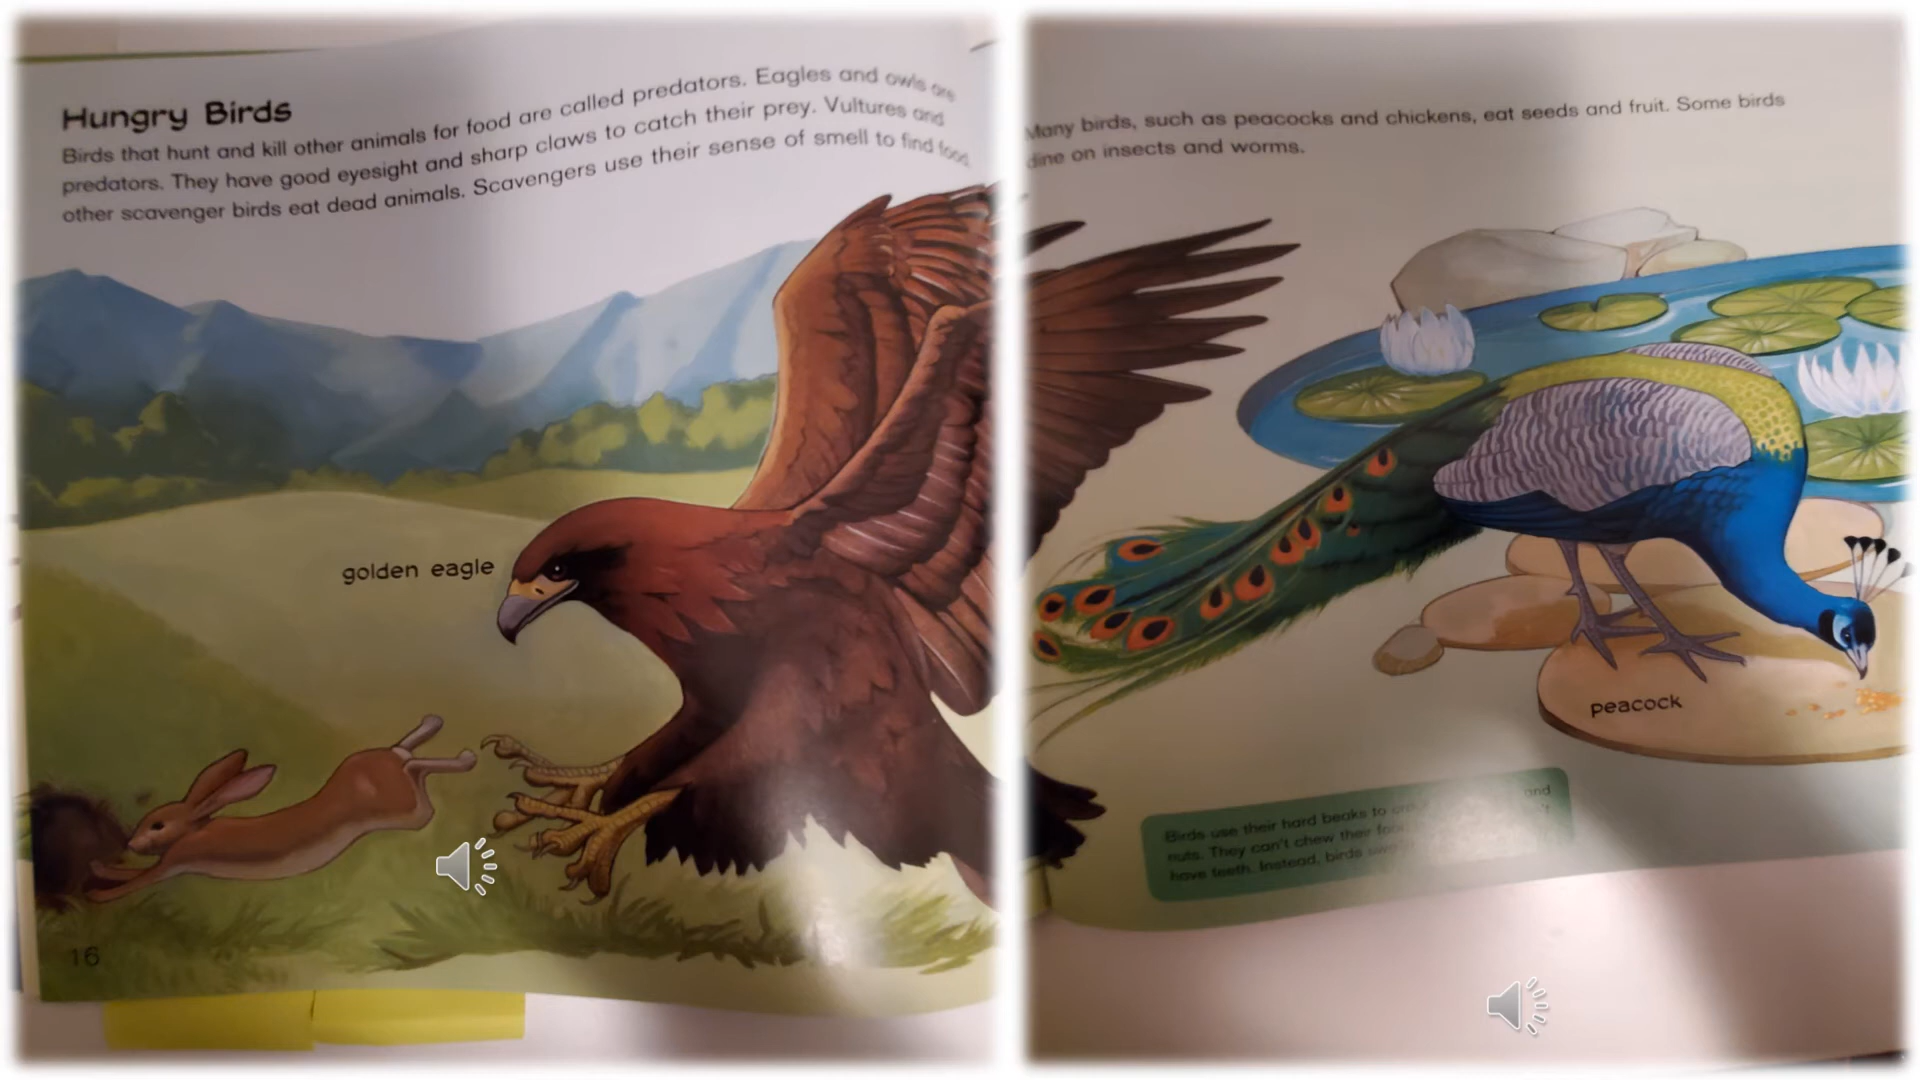 Hungry Birds
Birds that hunt and kill other animals for food are called predators. Eagles and owls are
predators. They have good eyesight and sharp claws to catch their prey. Vultures and
other scavenger birds eat dead animals. Scavengers use their sense of smell to find food.
golden eagle
16
Many birds, such as peacocks and chickens, eat seeds and fruit. Some birds
dine on insects and worms.
peacock
Birds use their hard beaks to and
nuts. They can't chew their
have teeth. Instead, birds